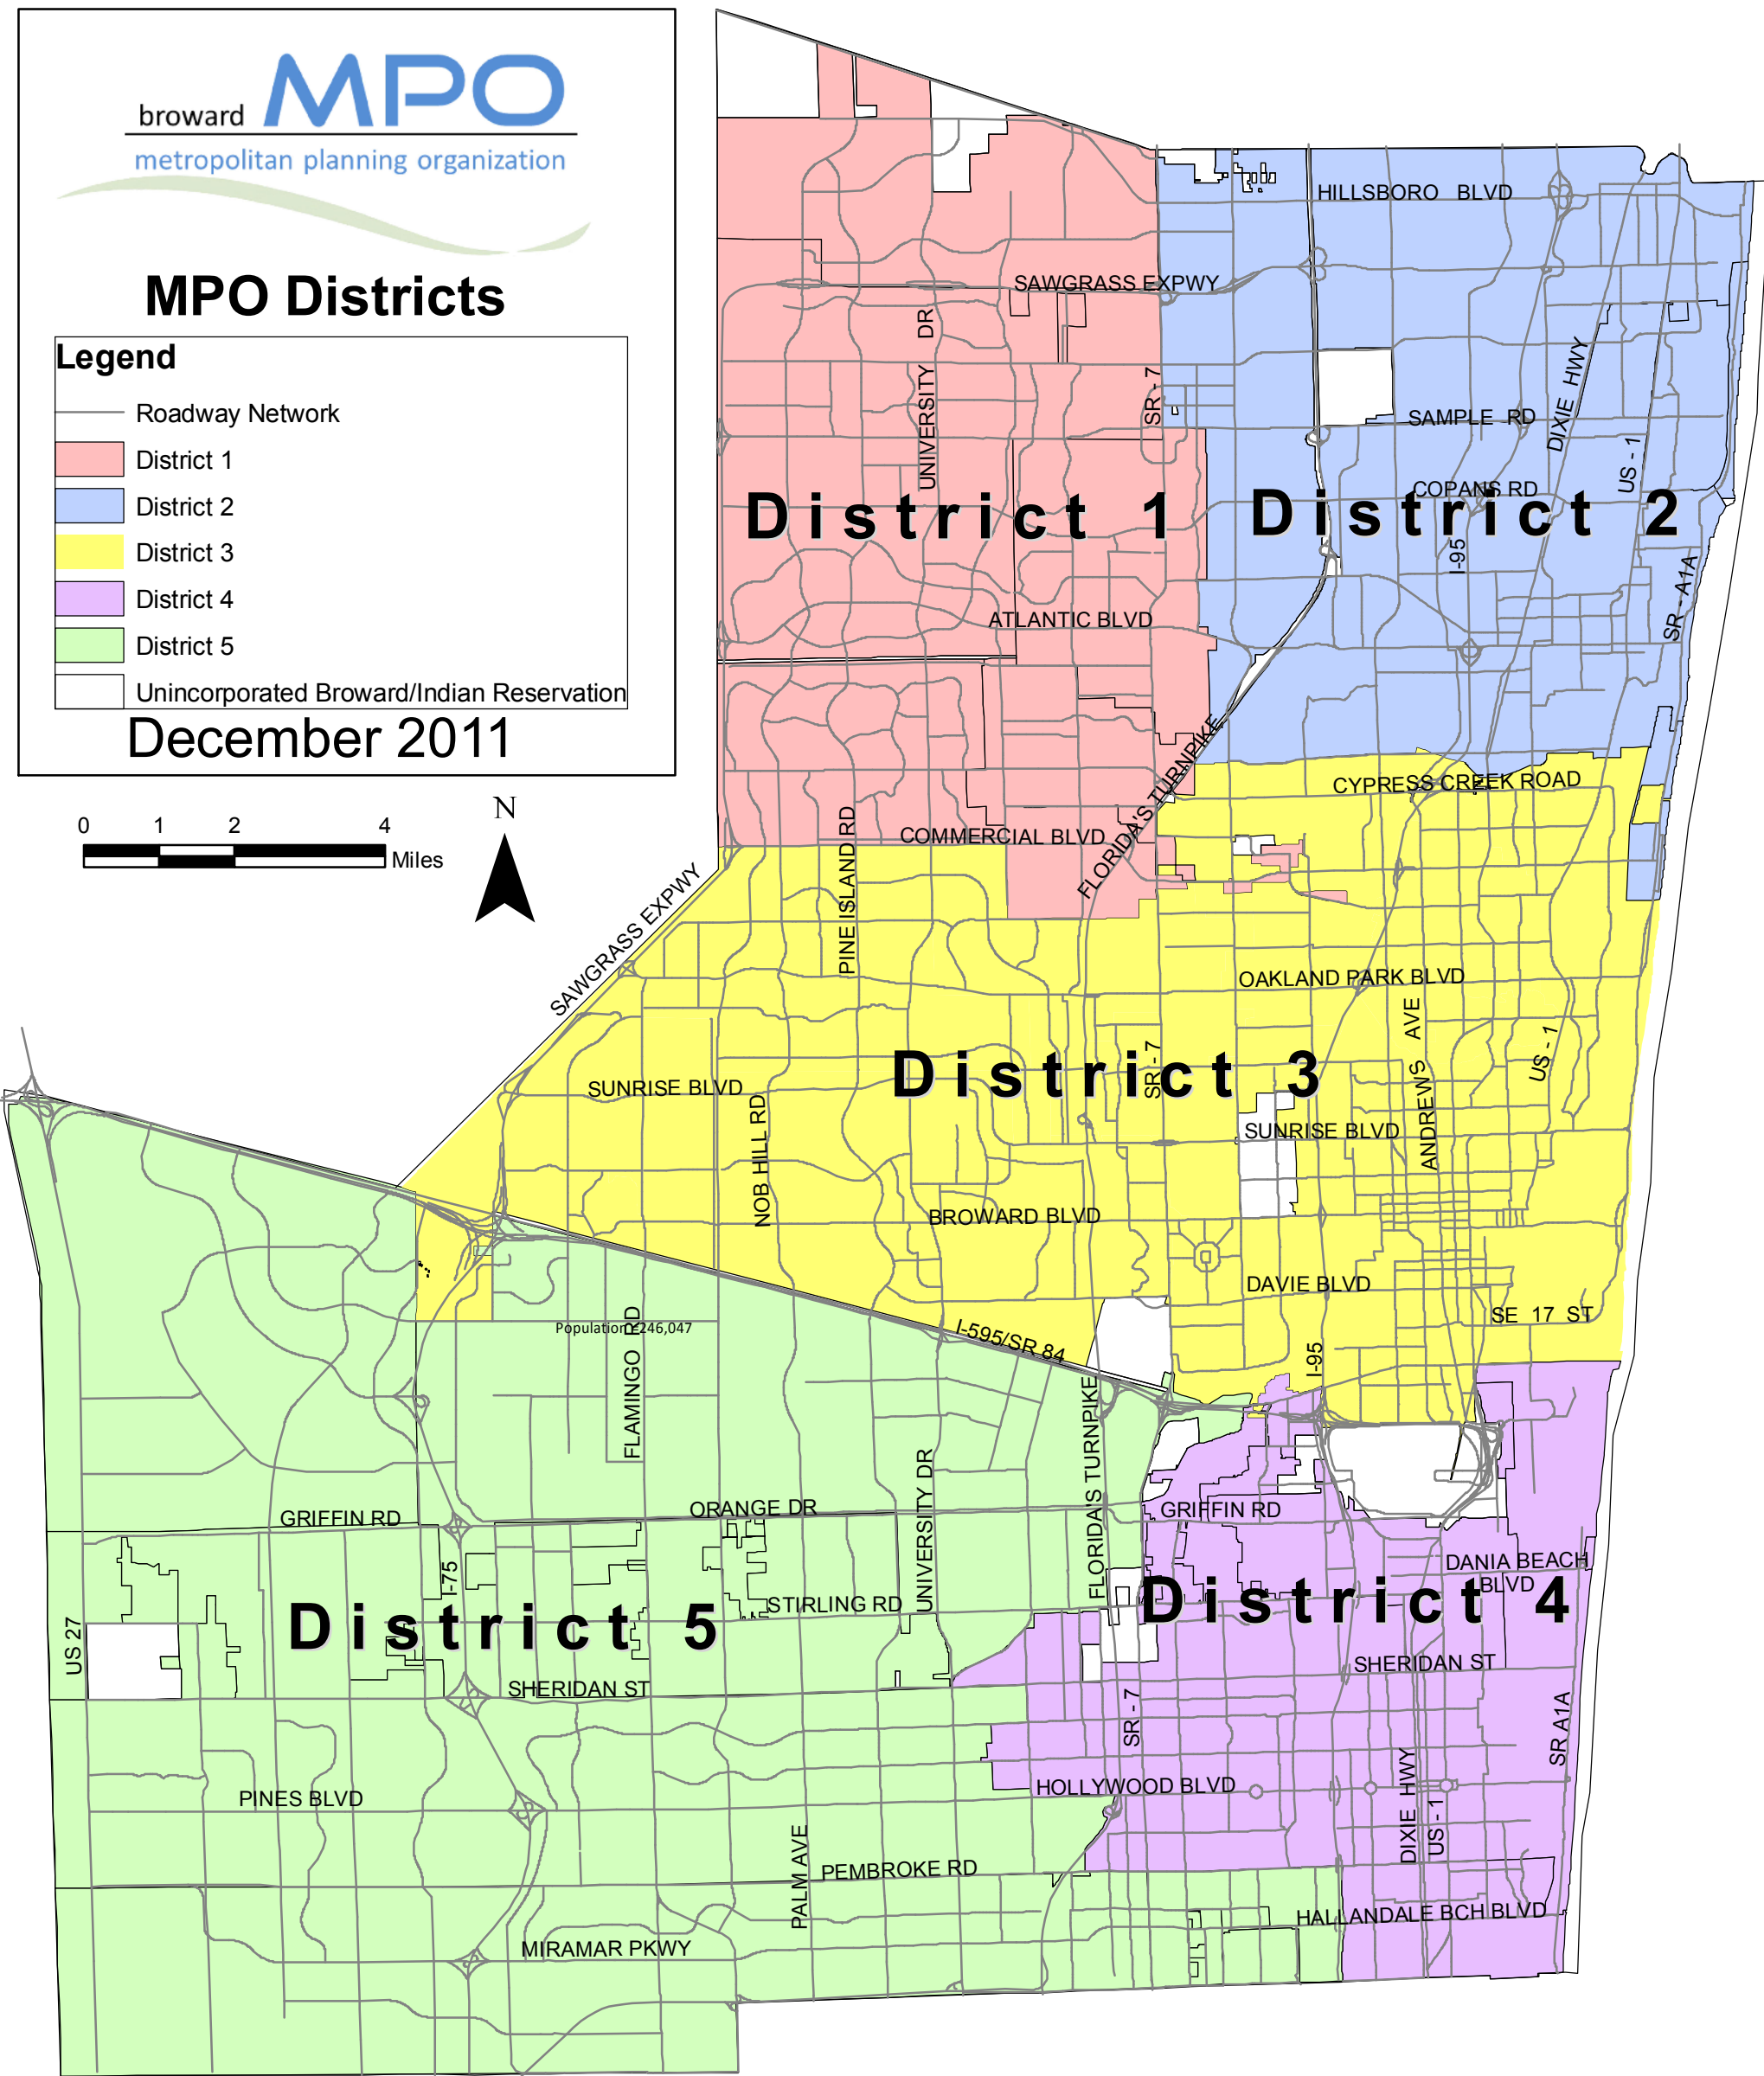 broward MPO
metropolitan planning organization
MPO Districts
Legend
Roadway Network
District 1
District 2
District 3
District 4
District 5
Unincorporated Broward/Indian Reservation
December 2011
0 1 2 4
Miles
N
HILLSBORO BLVD
SAWGRASS EXPWY
UNIVERSITY DR
SR - 7
SAMPLE RD
DIXIE HWY
US - 1
COPANS RD
District 1
District 2
I-95
SR - A1A
ATLANTIC BLVD
FLORIDA'S TURNPIKE
CYPRESS CREEK ROAD
COMMERCIAL BLVD
PINE ISLAND RD
SAWGRASS EXPWY
OAKLAND PARK BLVD
ANDREWS AVE
US - 1
SR - 7
District 3
SUNRISE BLVD
NOB HILL RD
SUNRISE BLVD
BROWARD BLVD
DAVIE BLVD
SE 17 ST
I-595/SR 84
I-95
FLAMINGO RD
Population =246,047
FLORIDA'S TURNPIKE
UNIVERSITY DR
ORANGE DR
GRIFFIN RD
GRIFFIN RD
I-75
DANIA BEACH
BLVD
District 4
STIRLING RD
District 5
US 27
SHERIDAN ST
SHERIDAN ST
SR - 7
SR A1A
HOLLYWOOD BLVD
PINES BLVD
DIXIE HWY
US - 1
PALM AVE
PEMBROKE RD
HALLANDALE BCH BLVD
MIRAMAR PKWY